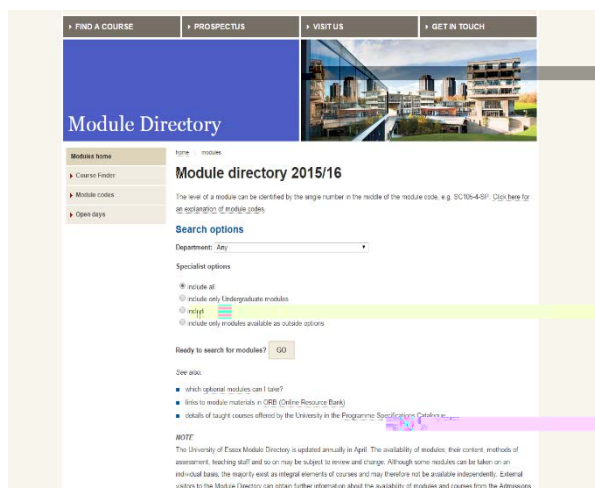 FIND A COURSE
PROSPECTUS
VISIT US
GET IN TOUCH
Module Directory
Modules home
Course Finder
Module codes
Open days
home modules
Module directory 2015/16
The level of a module can be identified by the single number in the middle of the module code, e.g. SC105-4-SP. Click here for
an explanation of module codes.
Search options
Department: Any
Specialist options
include all
include only Undergraduate modules
include only modules available as outside options
Ready to search for modules? GO
See also:
which optional modules can I take?
links to module materials in ORB (Online Resource Bank)
details of taught courses offered by the University in the Programme Specifications Catalogue
NOTE
The University of Essex Module Directory is updated annually in April. The availability of modules, their content, methods of
assessment, teaching staff and so on may be subject to review and change. Although some modules can be taken on an
individual basis, the majority exist as integral elements of courses and may therefore not be available independently. External
visitors to the Module Directory can obtain further information about the availability of modules and courses from the Admissions